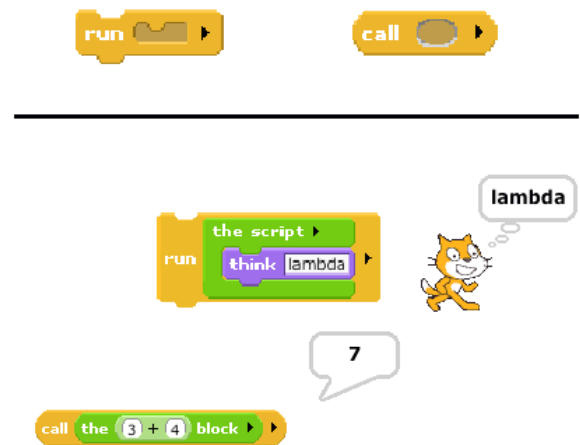 run
call
lambda
the script
run
think lambda
7
call the 3 + 4 block